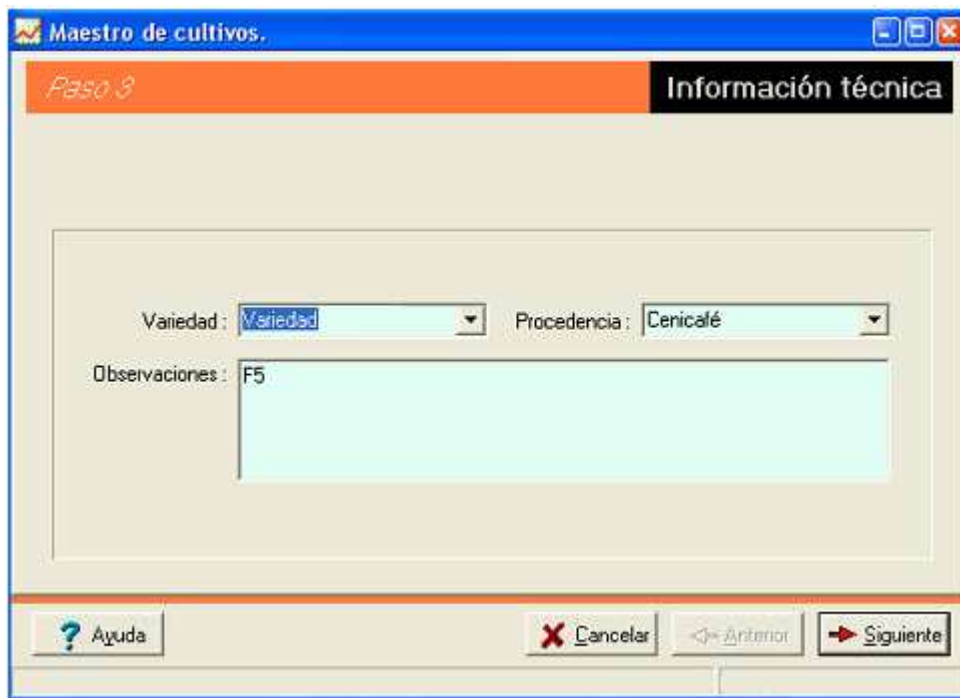 Maestro de cultivos.
Paso 3
Información técnica
Variedad : Variedad Procedencia : Cenicafé
Observaciones : F5
? Ayuda Cancelar Anterior Siguiente